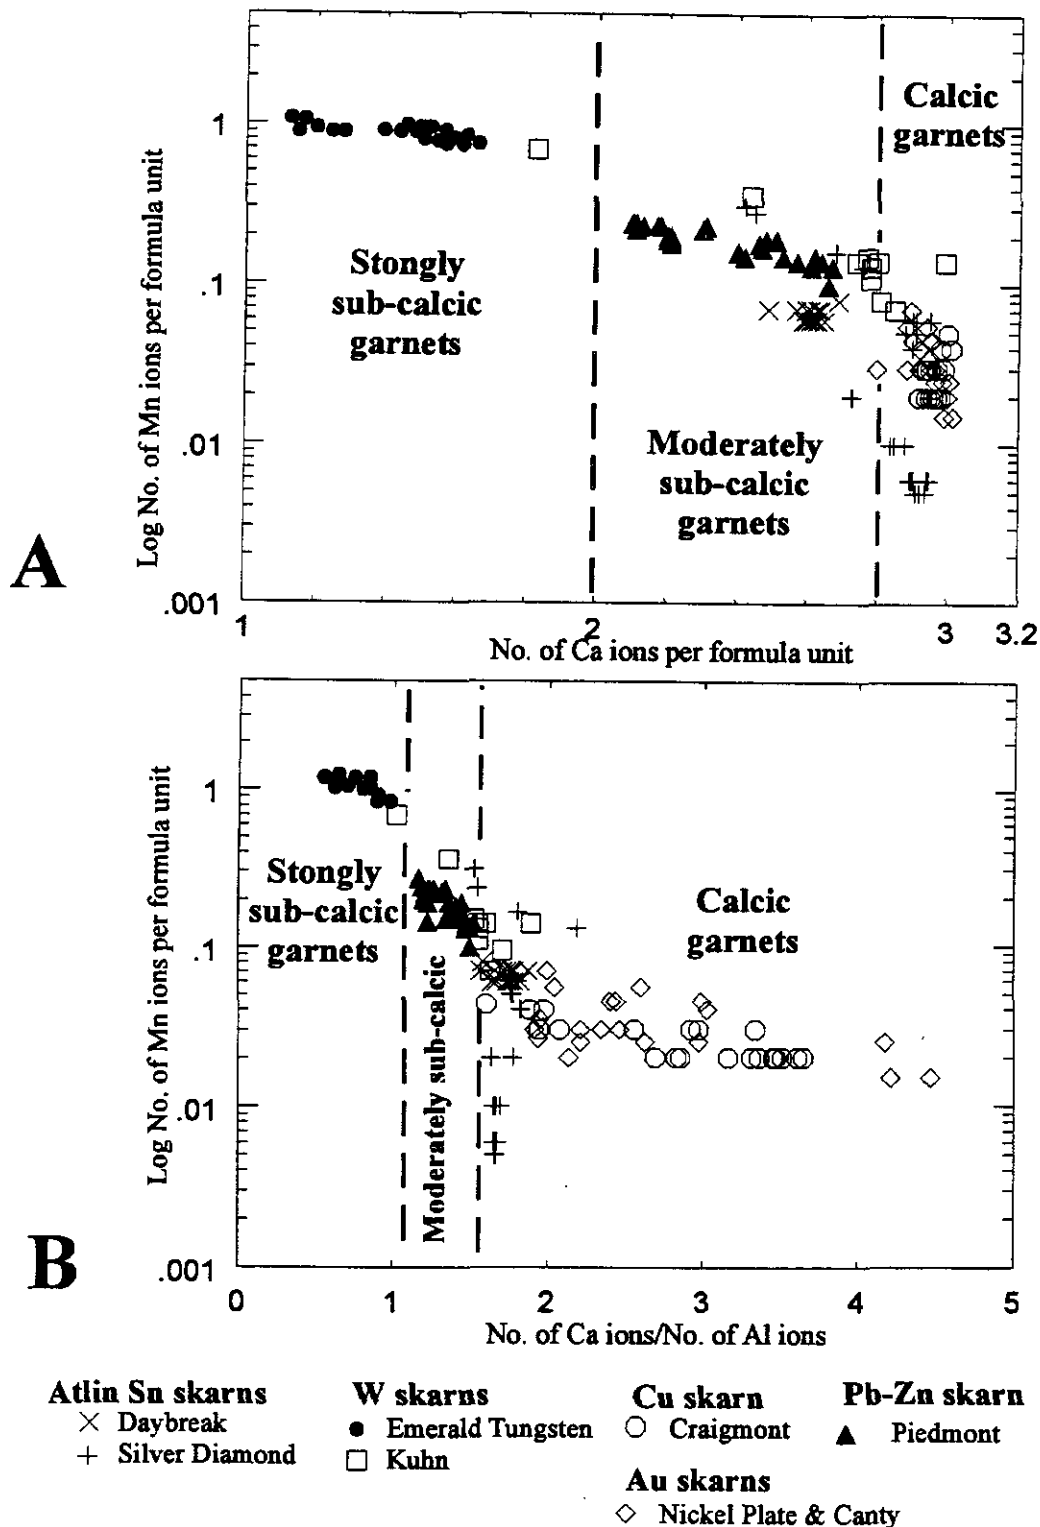 A
Log No. of Mn ions per formula unit
1
.1
.01
.001
Stongly
sub-calcic
garnets
Moderately
sub-calcic
garnets
Calcic
garnets
1
2
3
3.2
No. of Ca ions per formula unit
B
Log No. of Mn ions per formula unit
1
0.1
.01
.001
Stongly
sub-calcic
garnets
Moderately sub-calcic
Calcic
garnets
0
1
2
3
4
5
No. of Ca ions/No. of Al ions
Atlin Sn skarns
Daybreak
Silver Diamond
W skarns
Emerald Tungsten
Kuhn
Cu skarn
Craigmont
Pb-Zn skarn
Piedmont
Au skarns
Nickel Plate & Canty